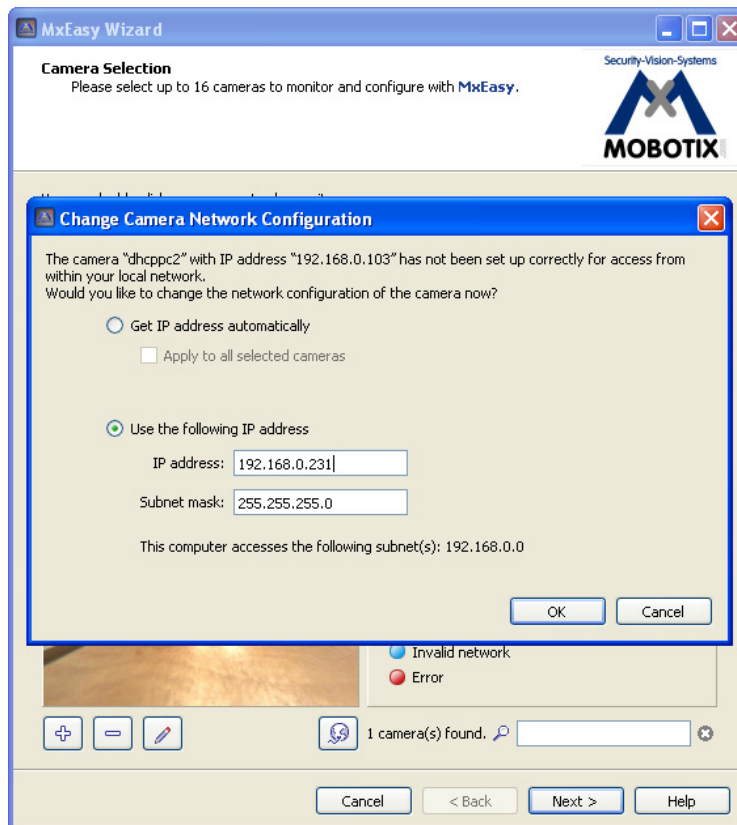 MxEasy Wizard
Camera Selection
Please select up to 16 cameras to monitor and configure with MxEasy.
Security-Vision-Systems
MOBOTIX
Change Camera Network Configuration
The camera "dhcppc2" with IP address "192.168.0.103" has not been set up correctly for access from
within your local network.
Would you like to change the network configuration of the camera now?
Get IP address automatically
Apply to all selected cameras
Use the following IP address
IP address: 192.168.0.231
Subnet mask: 255.255.255.0
This computer accesses the following subnet(s): 192.168.0.0
OK Cancel
Invalid network
Error
1 camera(s) found.
Cancel < Back Next > Help